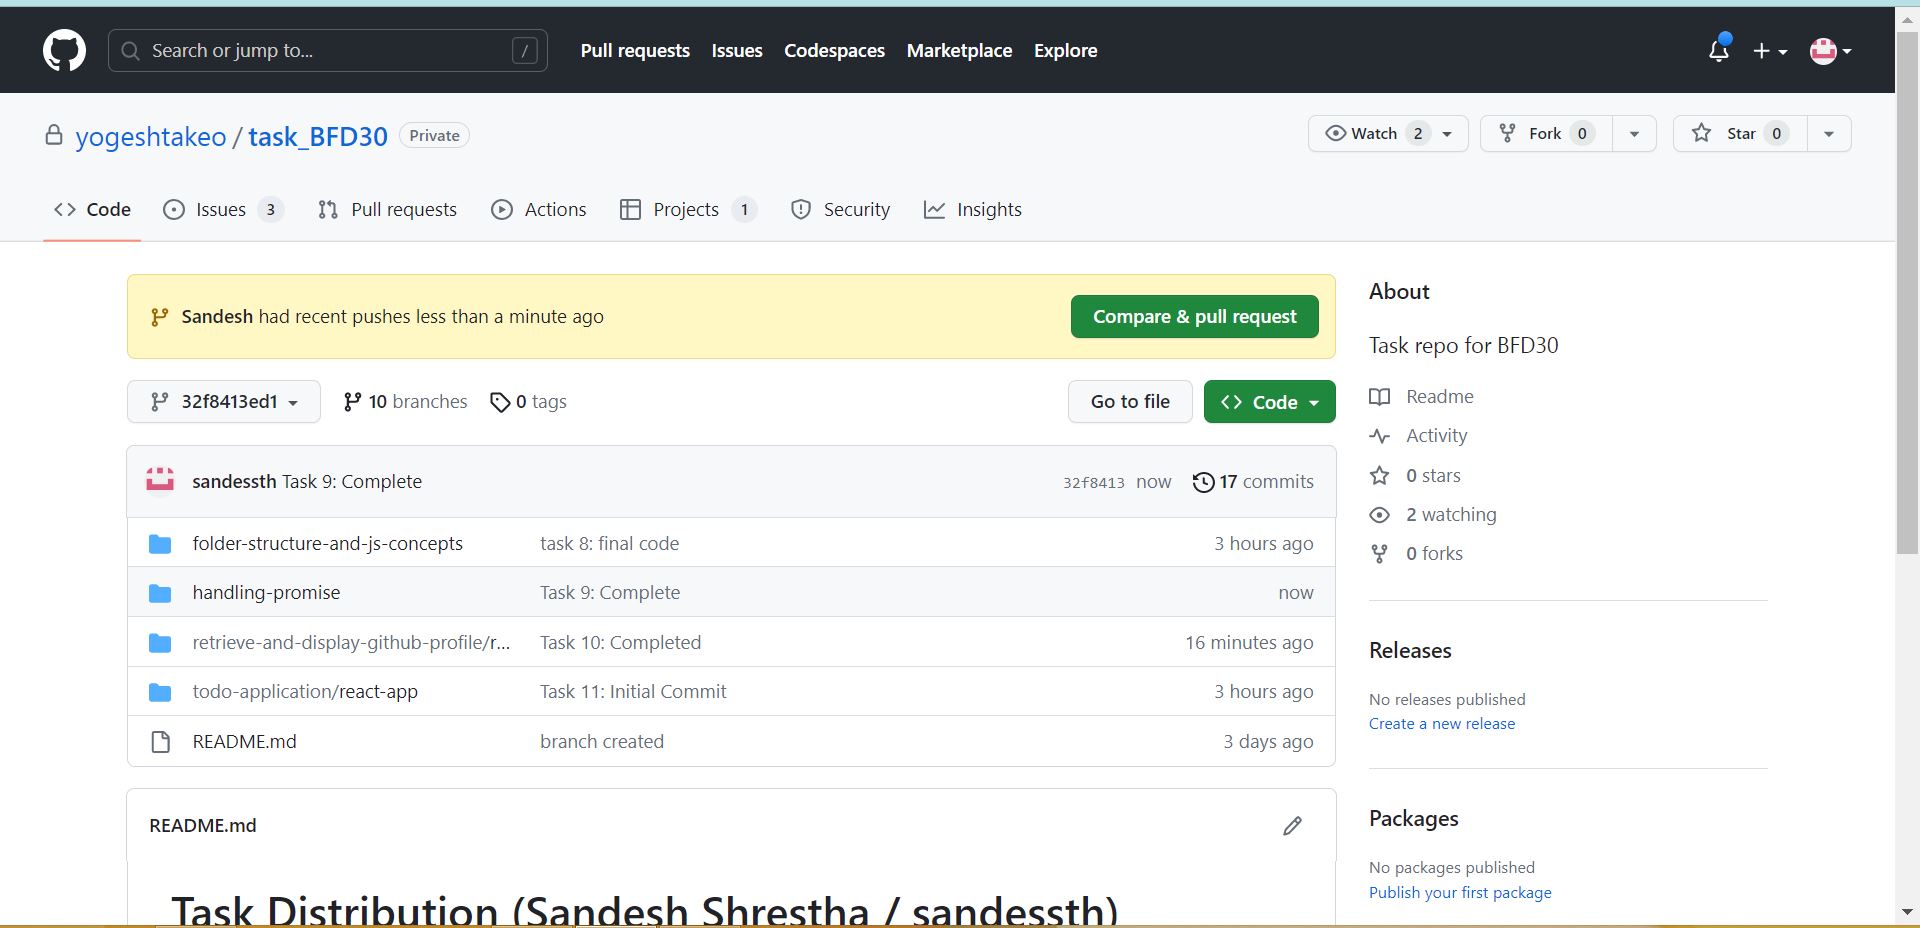 Search or jump to... /
Pull requests Issues Codespaces Marketplace Explore
yogeshtakeo / task_BFD30 Private
Watch 2 Fork 0 Star 0
Code Issues 3 Pull requests Actions Projects 1 Security Insights
Sandesh had recent pushes less than a minute ago Compare & pull request
32f8413ed1 10 branches 0 tags Go to file Code
sandessth Task 9: Complete 32f8413 now 17 commits
folder-structure-and-js-concepts task 8: final code 3 hours ago
handling-promise Task 9: Complete now
retrieve-and-display-github-profile/r... Task 10: Completed 16 minutes ago
todo-application/react-app Task 11: Initial Commit 3 hours ago
README.md branch created 3 days ago
README.md
Task Distribution (Sandesh Shrestha / sandessth)
About
Task repo for BFD30
Readme
Activity
0 stars
2 watching
0 forks
Releases
No releases published
Create a new release
Packages
No packages published
Publish your first package